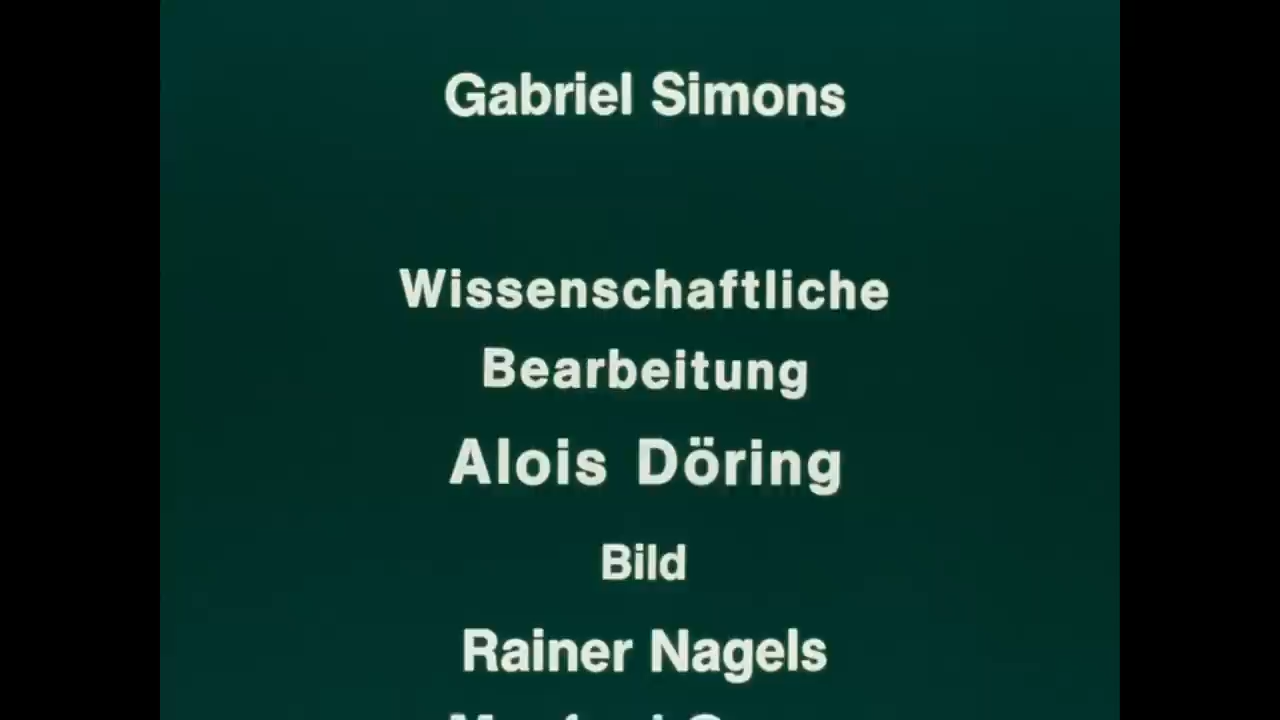 Gabriel Simons
Wissenschaftliche
Bearbeitung
Alois Döring
Bild
Rainer Nagels